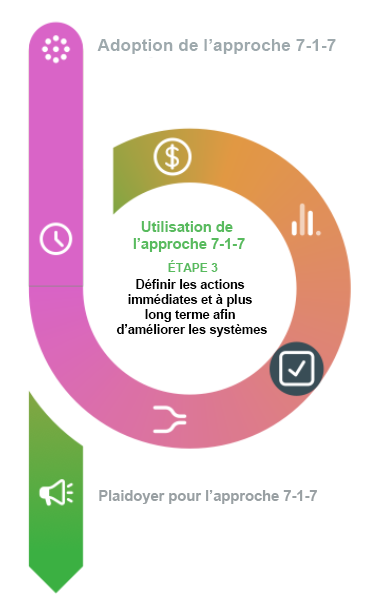 Adoption de l’approche 7-1-7
Utilisation de
l’approche 7-1-7
ÉTAPE 3
Définir les actions
immédiates et à plus
long terme afin
d’améliorer les systèmes
Plaidoyer pour l’approche 7-1-7